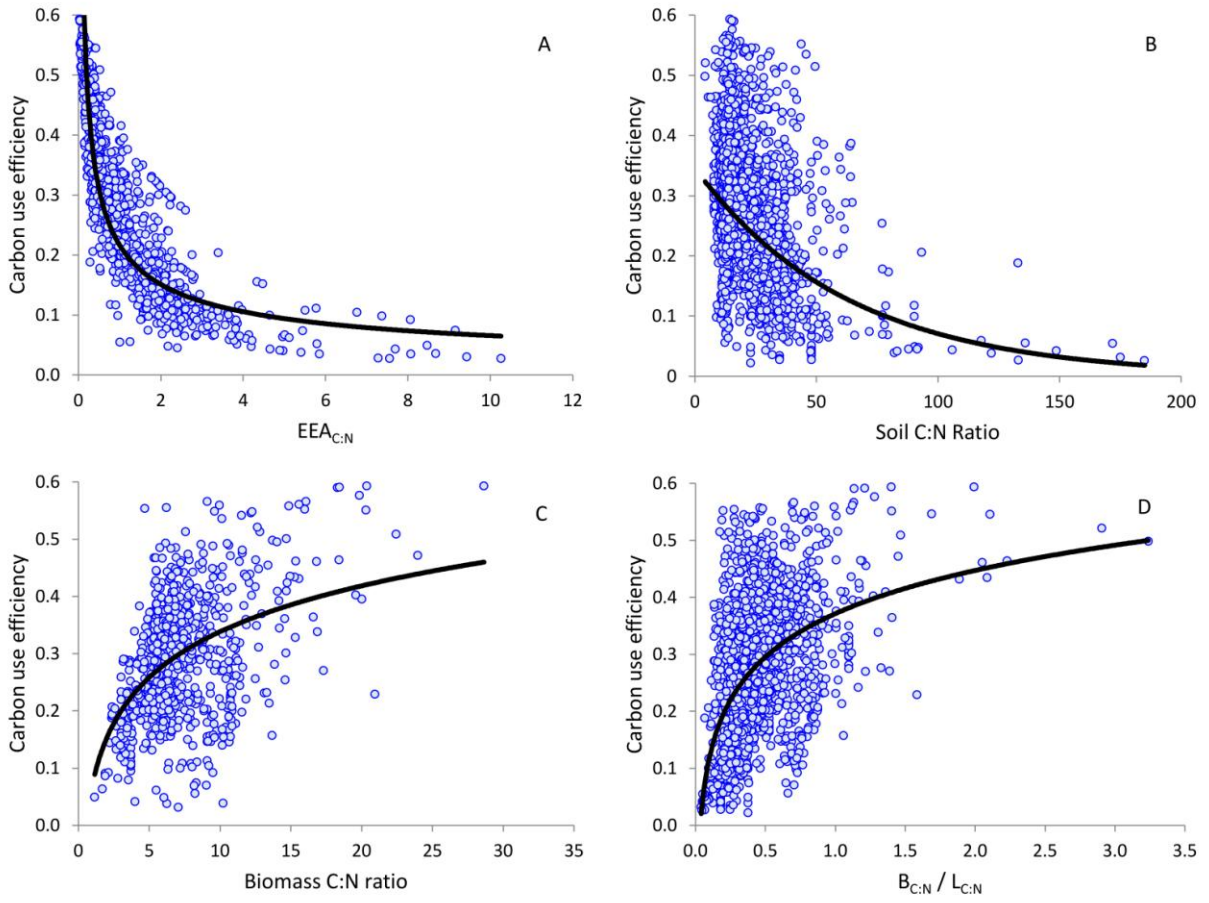 A
Carbon use efficiency
0.6
0.5
0.4
0.3
0.2
0.1
0.0
0 2 4 6 8 10 12
EEA_C:N
B
Carbon use efficiency
0.6
0.5
0.4
0.3
0.2
0.1
0
0 50 100 150 200
Soil C:N Ratio
C
Carbon use efficiency
0.6
0.5
0.4
0.3
0.2
0.1
0.0
0 5 10 15 20 25 30 35
Biomass C:N ratio
D
Carbon use efficiency
0.6
0.5
0.4
0.3
0.2
0.1
0.0
0.0 0.5 1.0 1.5 2.0 2.5 3.0 3.5
B_C:N / L_C:N